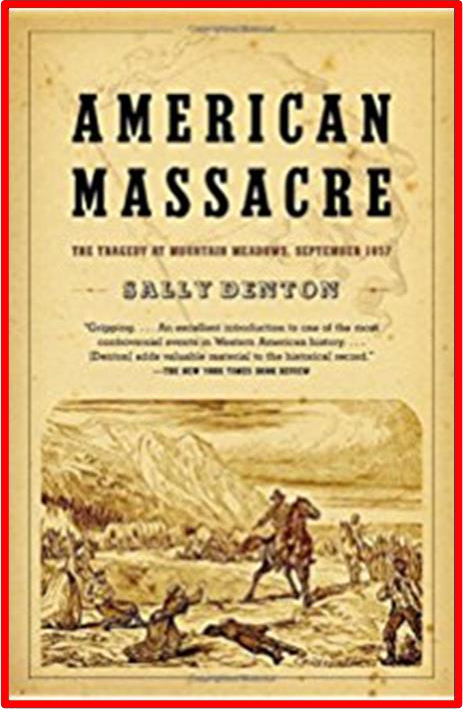 AMERICAN
MASSACRE
THE TRAGEDY AT MOUNTAIN MEADOWS, SEPTEMBER 1857
SALLY DENTON
"Gripping. . . . An excellent introduction to one of the most
controversial events in Western American history. . . .
[Denton] adds valuable material to the historical record."
—THE NEW YORK TIMES BOOK REVIEW